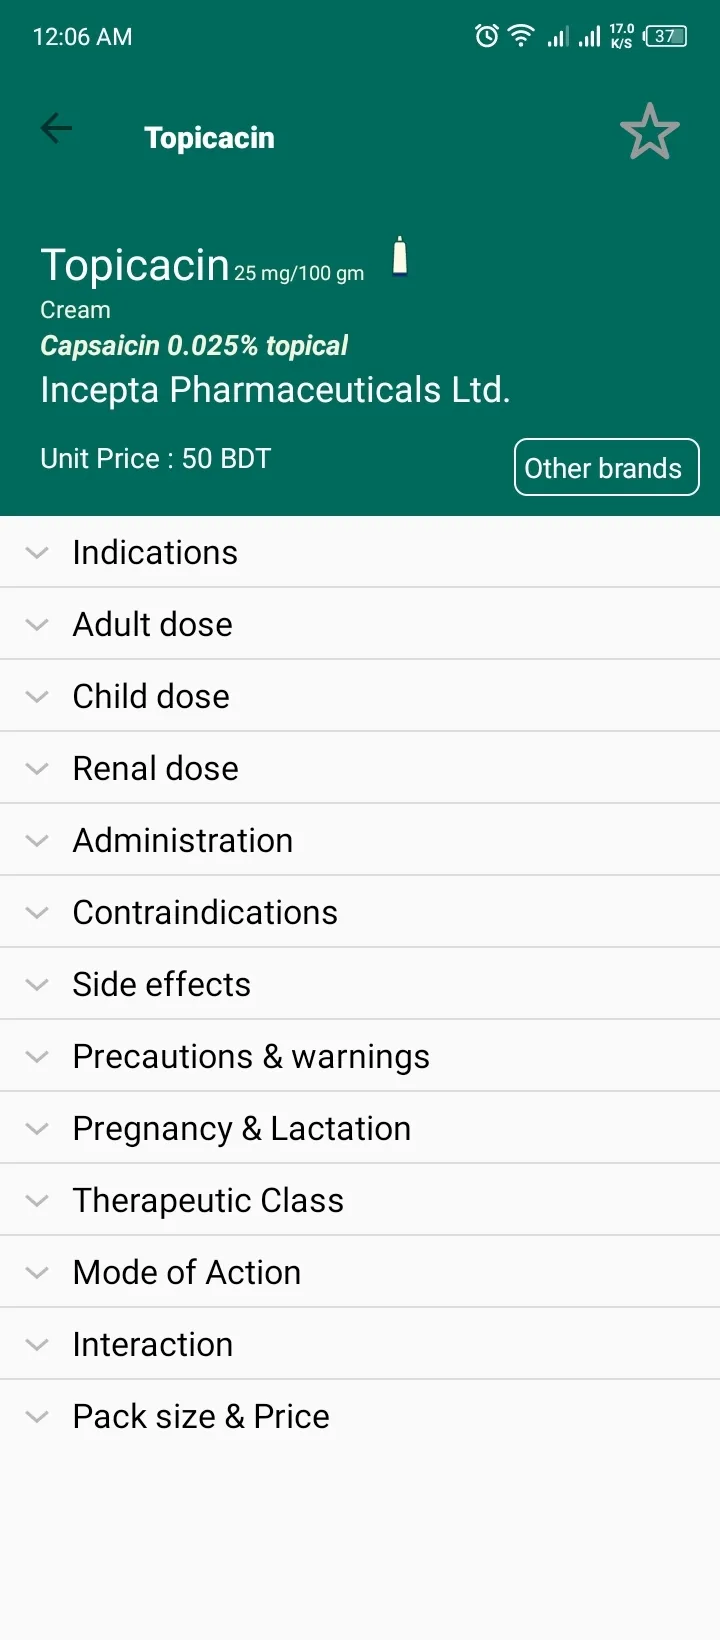 12:06 AM
17.0
K/S
37
Topicacin
Topicacin 25 mg/100 gm
Cream
Capsaicin 0.025% topical
Incepta Pharmaceuticals Ltd.
Unit Price : 50 BDT
Other brands
Indications
Adult dose
Child dose
Renal dose
Administration
Contraindications
Side effects
Precautions & warnings
Pregnancy & Lactation
Therapeutic Class
Mode of Action
Interaction
Pack size & Price